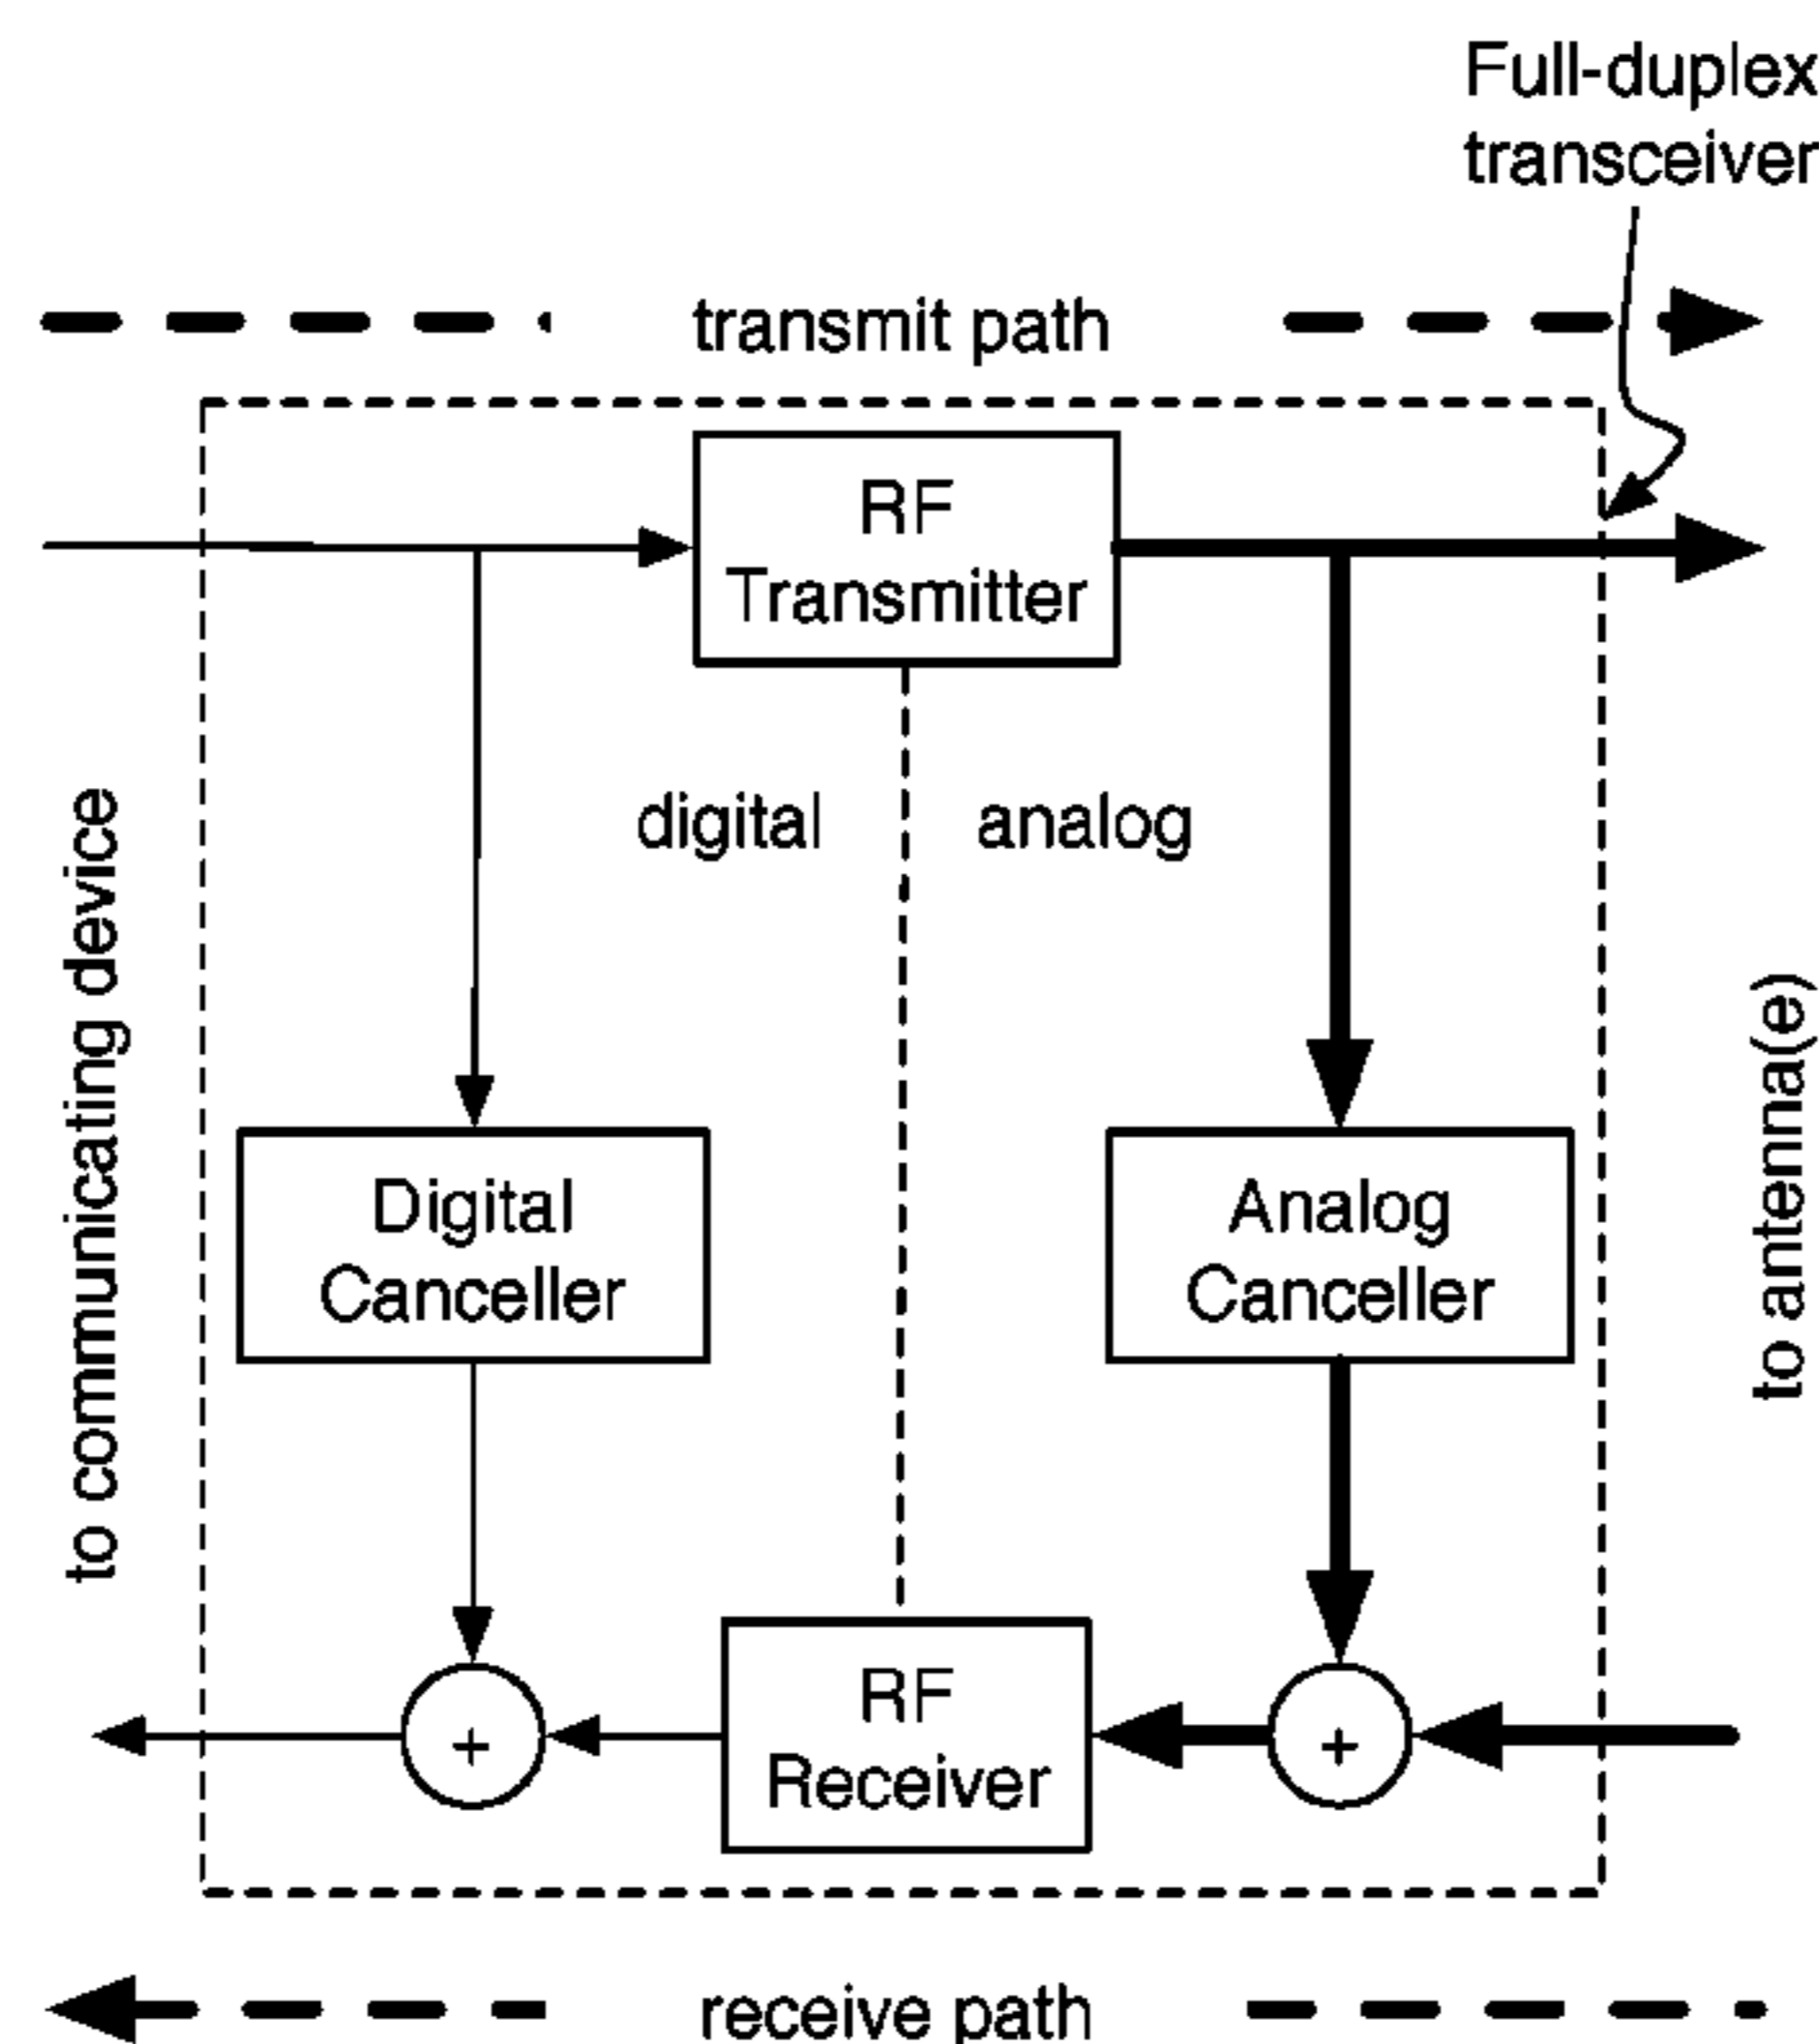 Full-duplex
transceiver
transmit path
RF
Transmitter
digital
analog
to communicating device
to antenna(e)
Digital
Canceller
Analog
Canceller
+
RF
Receiver
+
receive path